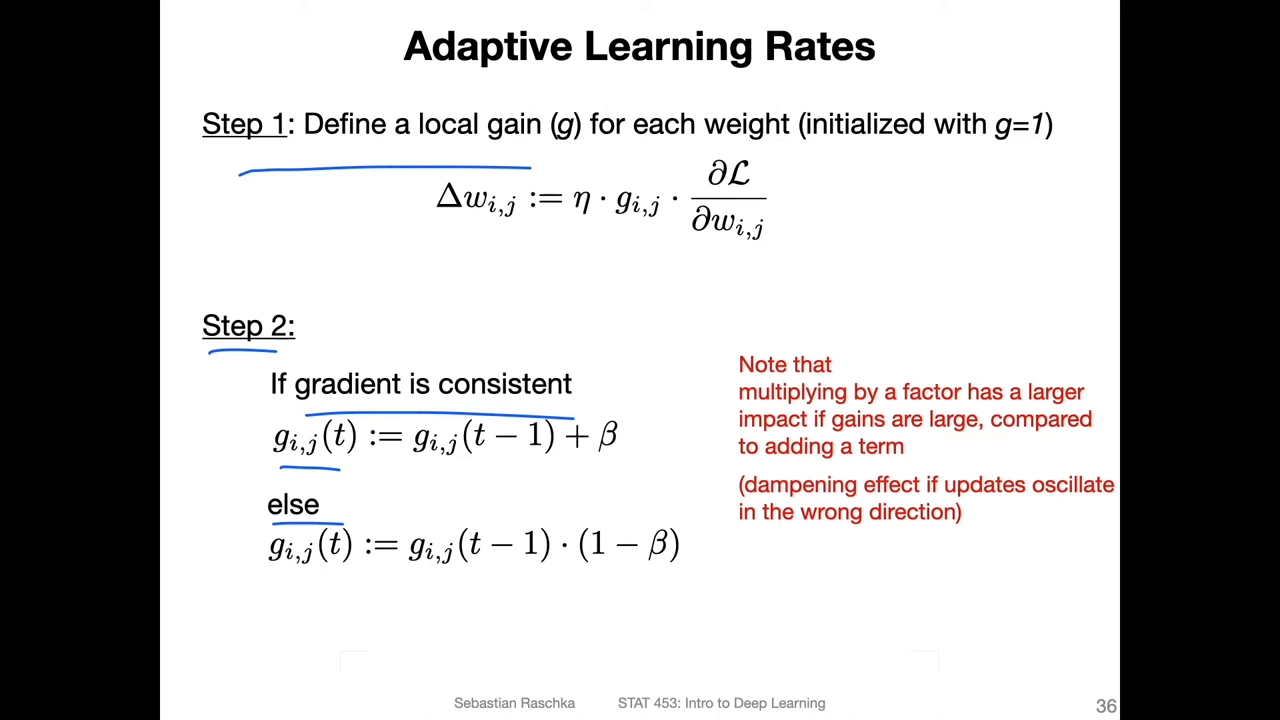 Adaptive Learning Rates
Step 1: Define a local gain (g) for each weight (initialized with g=1)
Δw_{i,j} := η · g_{i,j} · ∂ℒ/∂w_{i,j}
Step 2:
If gradient is consistent
g_{i,j}(t) := g_{i,j}(t − 1) + β
else
g_{i,j}(t) := g_{i,j}(t − 1) · (1 − β)
Note that
multiplying by a factor has a larger
impact if gains are large, compared
to adding a term
(dampening effect if updates oscillate
in the wrong direction)
Sebastian Raschka STAT 453: Intro to Deep Learning 36